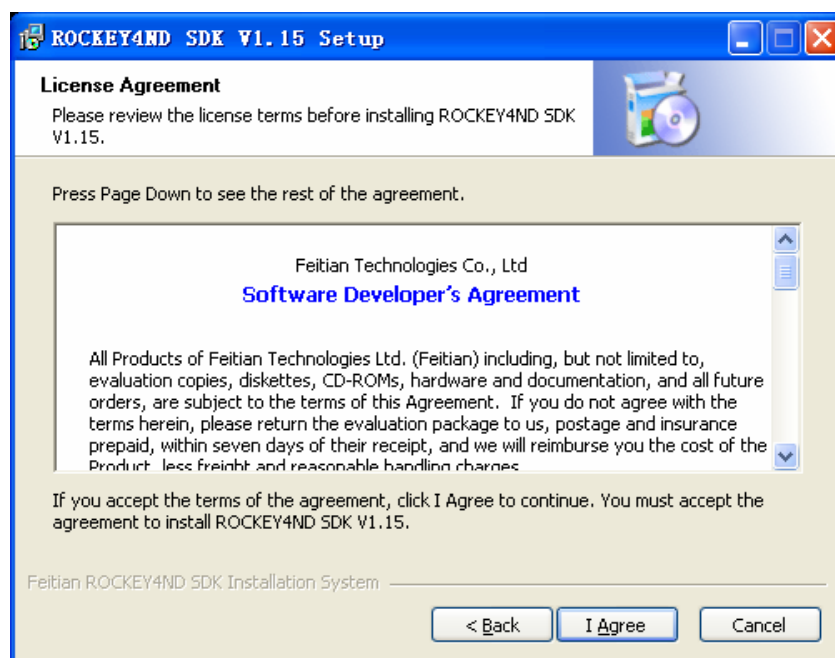 ROCKEY4ND SDK V1.15 Setup
License Agreement
Please review the license terms before installing ROCKEY4ND SDK
V1.15.
Press Page Down to see the rest of the agreement.
Feitian Technologies Co., Ltd
Software Developer's Agreement
All Products of Feitian Technologies Ltd. (Feitian) including, but not limited to,
evaluation copies, diskettes, CD-ROMs, hardware and documentation, and all future
orders, are subject to the terms of this Agreement.  If you do not agree with the
terms herein, please return the evaluation package to us, postage and insurance
prepaid, within seven days of their receipt, and we will reimburse you the cost of the
Product, less freight and reasonable handling charges.
If you accept the terms of the agreement, click I Agree to continue. You must accept the
agreement to install ROCKEY4ND SDK V1.15.
Feitian ROCKEY4ND SDK Installation System
< Back
I Agree
Cancel